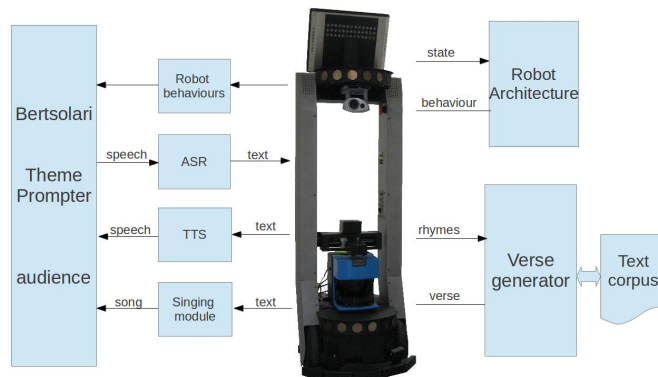 Bertsolari
Theme
Prompter
audience
Robot
behaviours
speech
ASR
text
speech
TTS
text
song
Singing
module
text
state
behaviour
Robot
Architecture
rhymes
verse
Verse
generator
Text
corpus